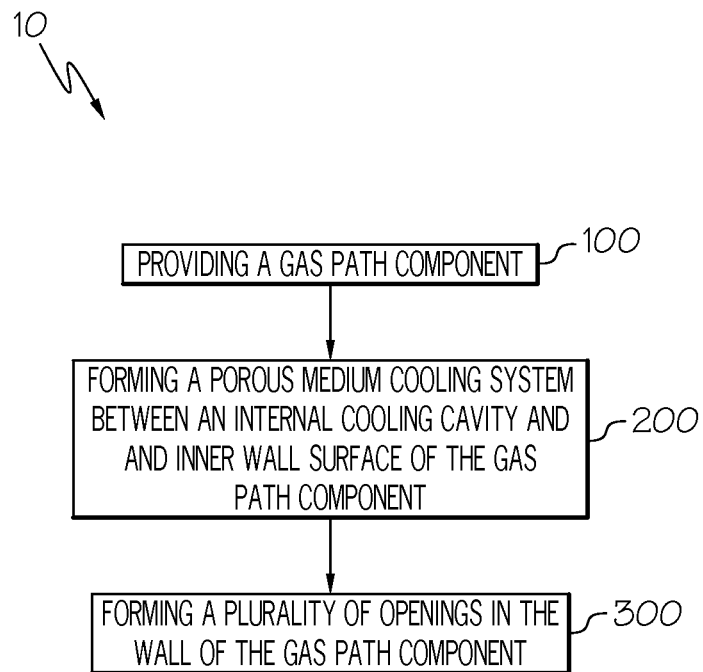 10
PROVIDING A GAS PATH COMPONENT
100
FORMING A POROUS MEDIUM COOLING SYSTEM
BETWEEN AN INTERNAL COOLING CAVITY AND
AND INNER WALL SURFACE OF THE GAS
PATH COMPONENT
200
FORMING A PLURALITY OF OPENINGS IN THE
WALL OF THE GAS PATH COMPONENT
300